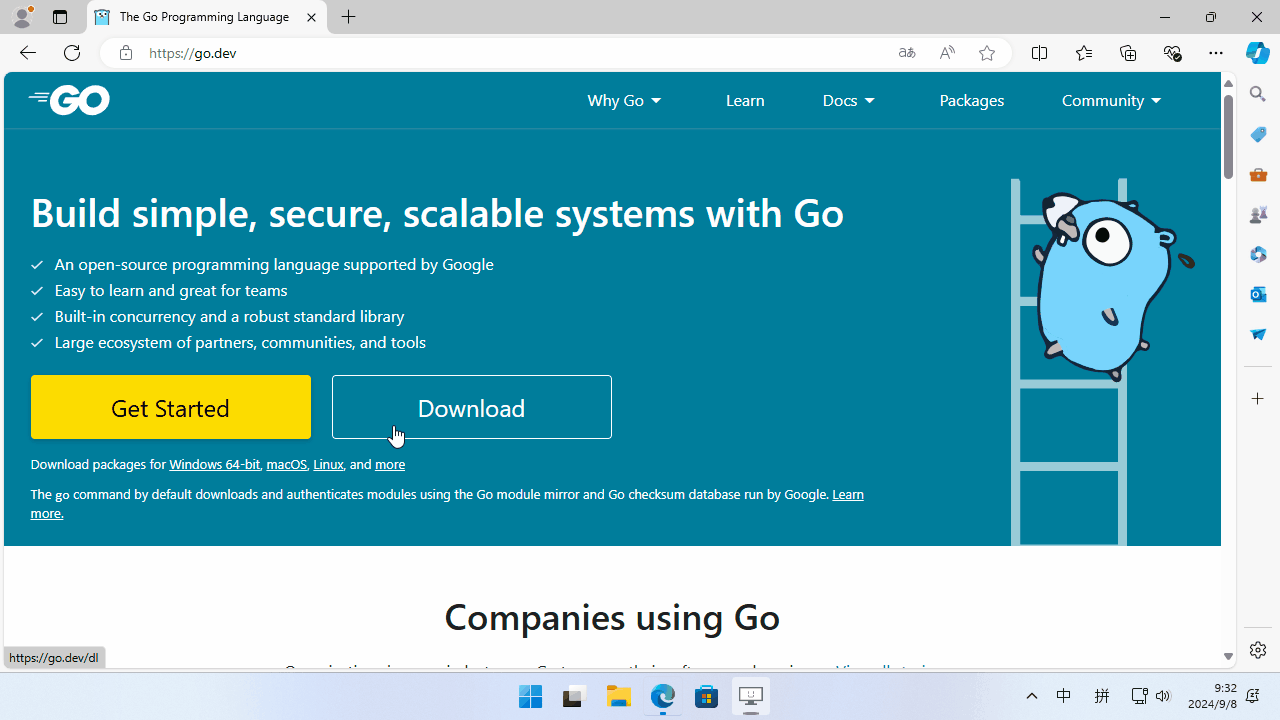 The Go Programming Language
https://go.dev
GO
Why Go
Learn
Docs
Packages
Community
Build simple, secure, scalable systems with Go
An open-source programming language supported by Google
Easy to learn and great for teams
Built-in concurrency and a robust standard library
Large ecosystem of partners, communities, and tools
Get Started
Download
Download packages for Windows 64-bit, macOS, Linux, and more
The go command by default downloads and authenticates modules using the Go module mirror and Go checksum database run by Google. Learn
more.
Companies using Go
https://go.dev/dl
中
拼
9:32
2024/9/8